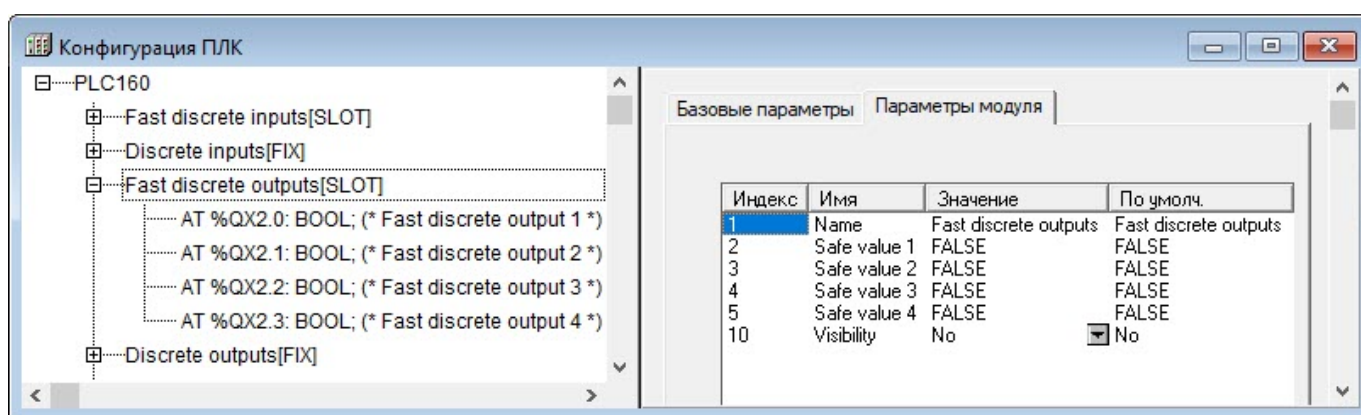 Конфигурация ПЛК
PLC160
Fast discrete inputs[SLOT]
Discrete inputs[FIX]
Fast discrete outputs[SLOT]
AT %QX2.0: BOOL; (* Fast discrete output 1 *)
AT %QX2.1: BOOL; (* Fast discrete output 2 *)
AT %QX2.2: BOOL; (* Fast discrete output 3 *)
AT %QX2.3: BOOL; (* Fast discrete output 4 *)
Discrete outputs[FIX]
Базовые параметры Параметры модуля
Индекс Имя Значение По умолч.
1 Name Fast discrete outputs Fast discrete outputs
2 Safe value 1 FALSE FALSE
3 Safe value 2 FALSE FALSE
4 Safe value 3 FALSE FALSE
5 Safe value 4 FALSE FALSE
10 Visibility No No